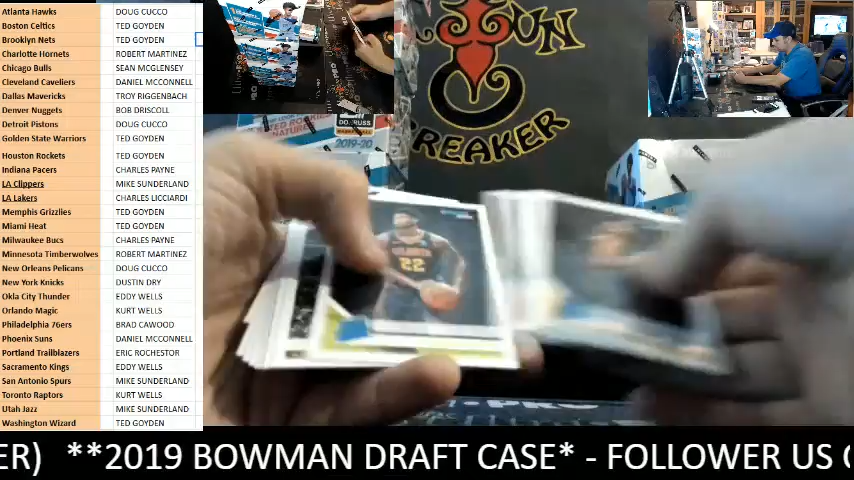 Atlanta Hawks DOUG CUCCO
Boston Celtics TED GOYDEN
Brooklyn Nets TED GOYDEN
Charlotte Hornets ROBERT MARTINEZ
Chicago Bulls SEAN MCGLENSEY
Cleveland Caveliers DANIEL MCCONNELL
Dallas Mavericks TROY RIGGENBACH
Denver Nuggets BOB DRISCOLL
Detroit Pistons DOUG CUCCO
Golden State Warriors TED GOYDEN
Houston Rockets TED GOYDEN
Indiana Pacers CHARLES PAYNE
LA Clippers MIKE SUNDERLAND
LA Lakers CHARLES LICCIARDI
Memphis Grizzlies TED GOYDEN
Miami Heat TED GOYDEN
Milwaukee Bucs CHARLES PAYNE
Minnesota Timberwolves ROBERT MARTINEZ
New Orleans Pelicans DOUG CUCCO
New York Knicks DUSTIN DRY
Okla City Thunder EDDY WELLS
Orlando Magic KURT WELLS
Philadelphia 76ers BRAD CAWOOD
Phoenix Suns DANIEL MCCONNELL
Portland Trailblazers ERIC ROCHESTOR
Sacramento Kings EDDY WELLS
San Antonio Spurs MIKE SUNDERLAND
Toronto Raptors KURT WELLS
Utah Jazz MIKE SUNDERLAND
Washington Wizard TED GOYDEN
UN
BREAKER
DONRUSS
BASKETBALL
2019-20
22
ER) **2019 BOWMAN DRAFT CASE* - FOLLOWER US